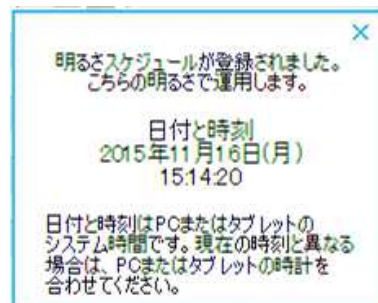 明るさスケジュールが登録されました。
こちらの明るさで運用します。
日付と時刻
2015年11月16日(月)
15:14:20
日付と時刻はPCまたはタブレットの
システム時間です。現在の時刻と異なる
場合は、PCまたはタブレットの時計を
合わせてください。